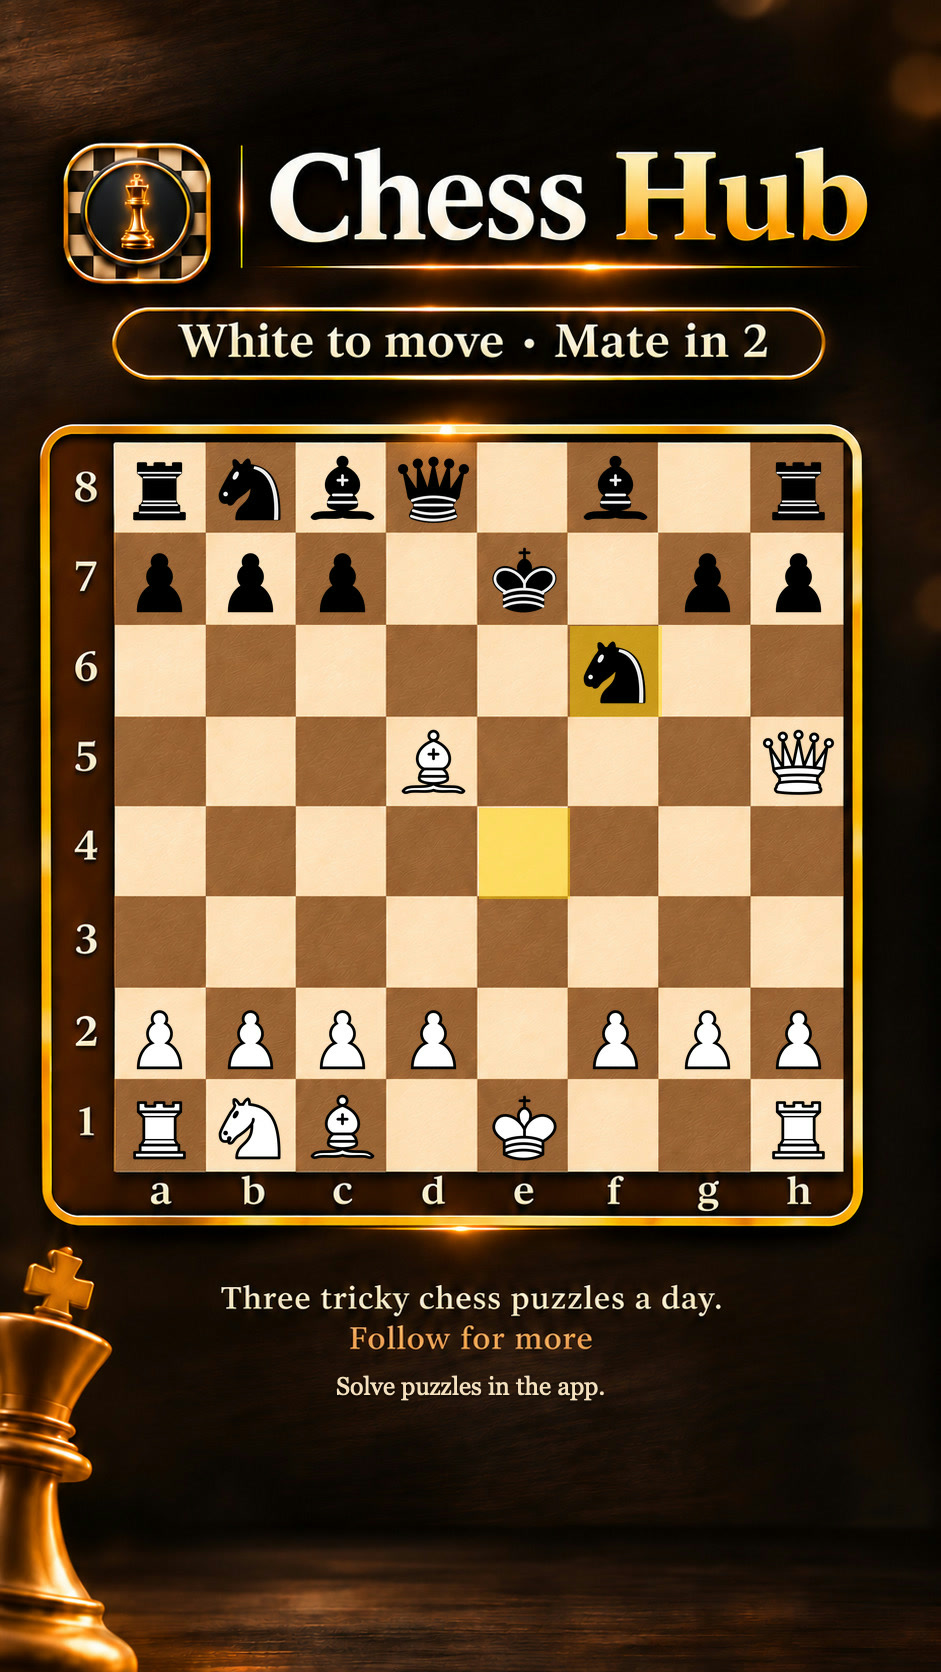 Chess Hub
White to move • Mate in 2
8
7
6
5
4
3
2
1
a b c d e f g h
Three tricky chess puzzles a day.
Follow for more
Solve puzzles in the app.